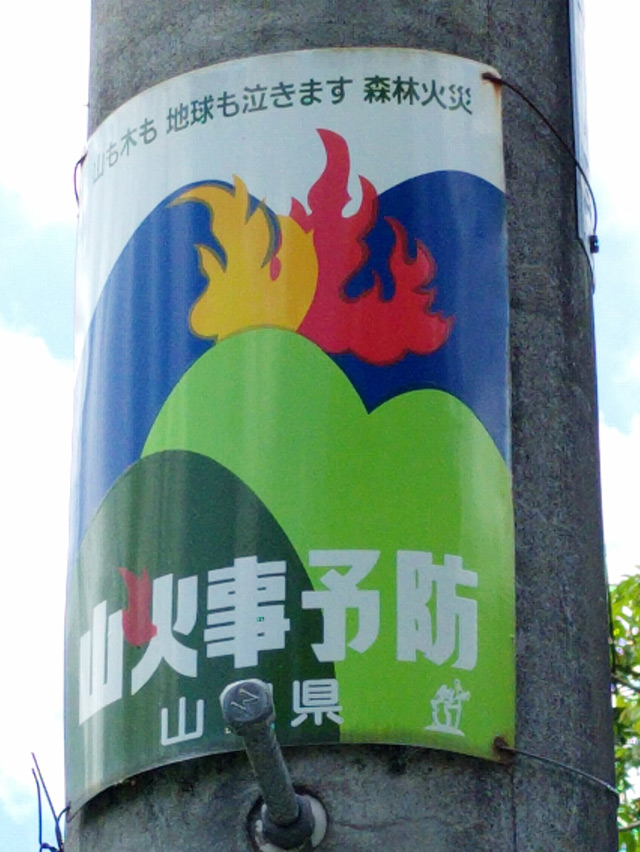 山も木も 地球も泣きます 森林火災
山火事予防
山 県